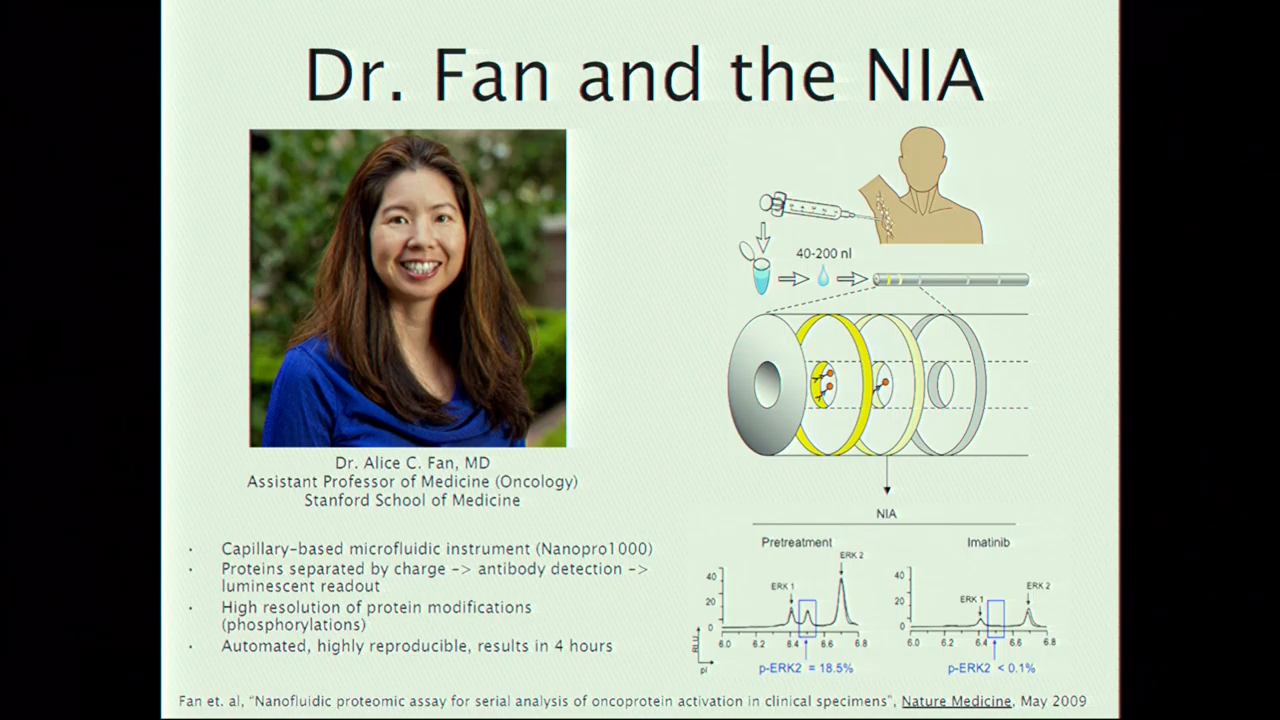 Dr. Fan and the NIA
Dr. Alice C. Fan, MD
Assistant Professor of Medicine (Oncology)
Stanford School of Medicine
· Capillary-based microfluidic instrument (Nanopro1000)
· Proteins separated by charge -> antibody detection ->
luminescent readout
· High resolution of protein modifications
(phosphorylations)
· Automated, highly reproducible, results in 4 hours
40-200 nl
NIA
Pretreatment
ERK 2
ERK 1
40
20
0
6.0 6.2 6.4 6.6 6.8
RLU
pI
p-ERK2 = 18.5%
Imatinib
ERK 2
ERK 1
40
20
0
6.0 6.2 6.4 6.6 6.8
p-ERK2 < 0.1%
Fan et. al, “Nanofluidic proteomic assay for serial analysis of oncoprotein activation in clinical specimens”, Nature Medicine, May 2009